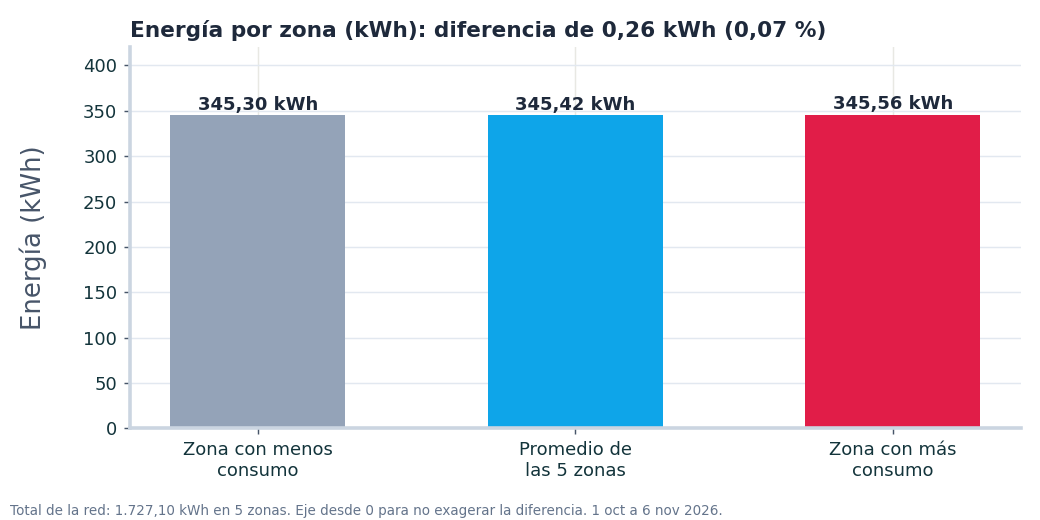 Energía por zona (kWh): diferencia de 0,26 kWh (0,07 %)
Energía (kWh)
400
350
300
250
200
150
100
50
0
345,30 kWh
345,42 kWh
345,56 kWh
Zona con menos
consumo
Promedio de
las 5 zonas
Zona con más
consumo
Total de la red: 1.727,10 kWh en 5 zonas. Eje desde 0 para no exagerar la diferencia. 1 oct a 6 nov 2026.